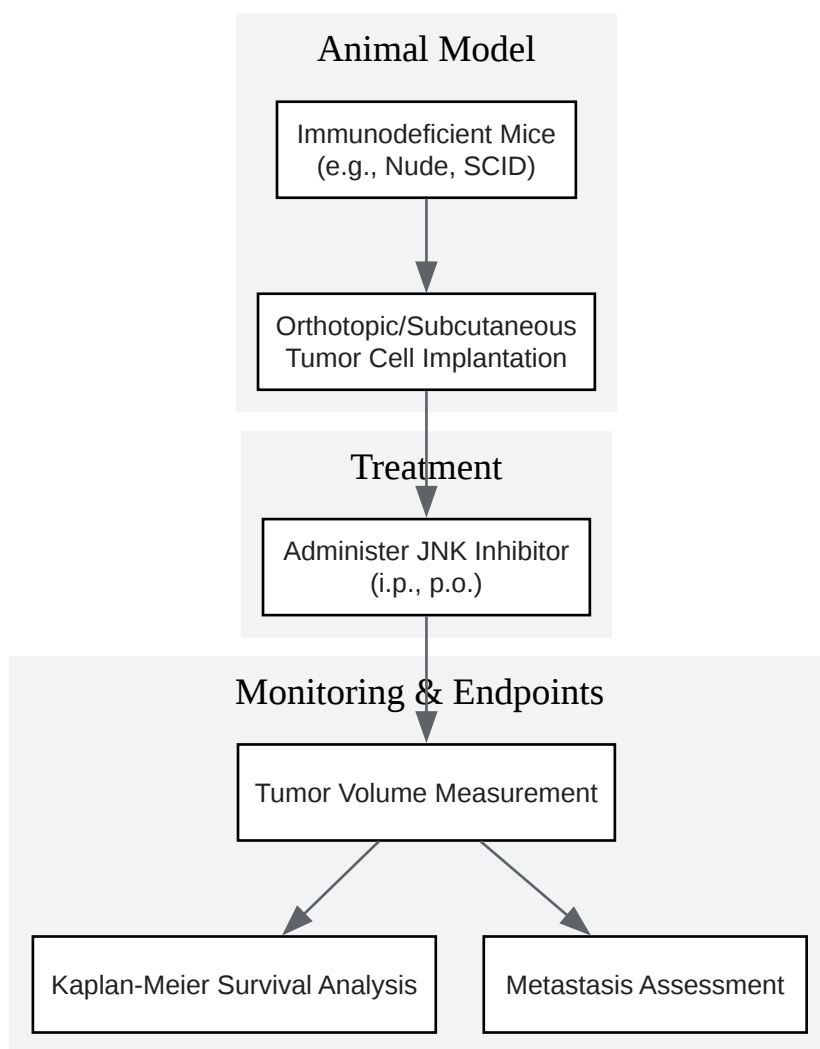 Animal Model
Immunodeficient Mice
(e.g., Nude, SCID)
Orthotopic/Subcutaneous
Tumor Cell Implantation
Treatment
Administer JNK Inhibitor
(i.p., p.o.)
Monitoring & Endpoints
Tumor Volume Measurement
Kaplan-Meier Survival Analysis
Metastasis Assessment